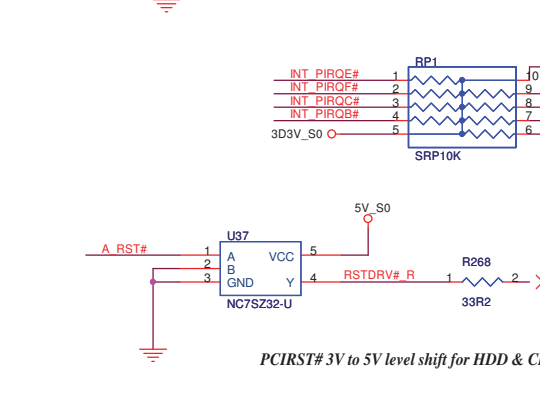 RP1
INT_PIRQE# 1 10
INT_PIRQF# 2 9
INT_PIRQC# 3 8
INT_PIRQB# 4 7
3D3V_S0 5 6
SRP10K
5V_S0
U37
A_RST# 1 A VCC 5
2 B
3 GND Y 4 RSTDRV#_R 1 R268 2
NC7SZ32-U 33R2
PCIRST# 3V to 5V level shift for HDD &